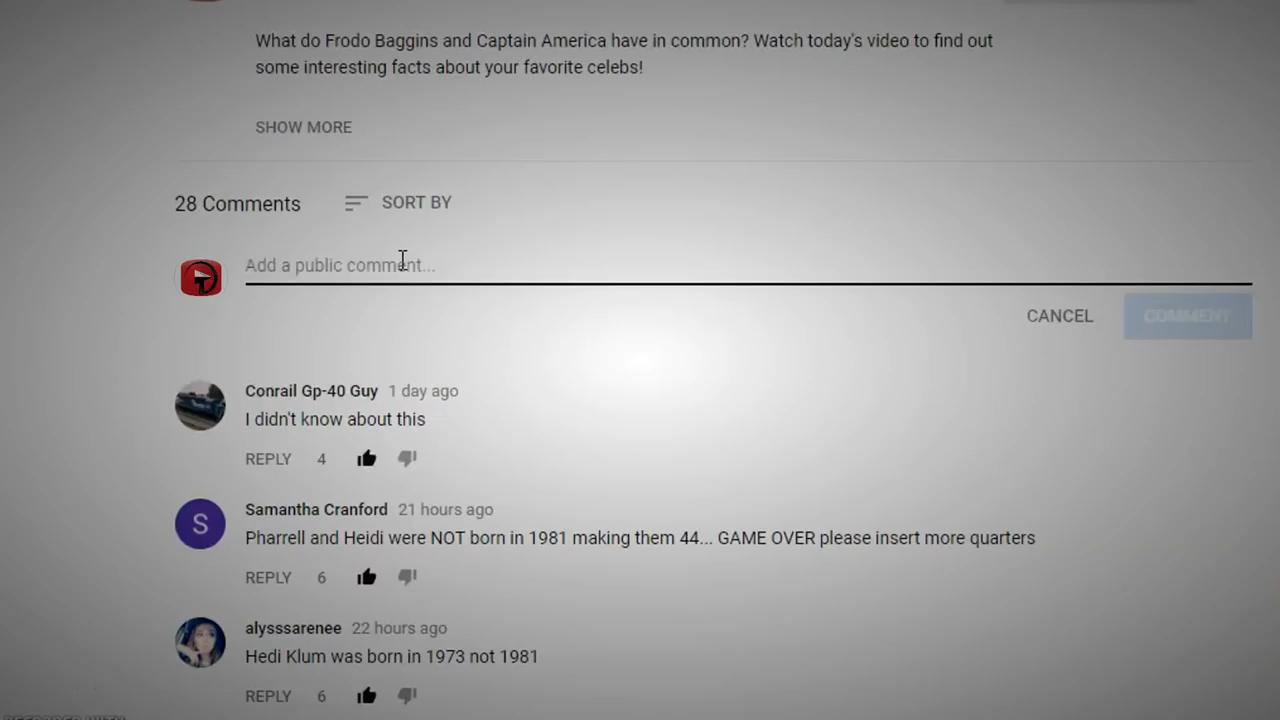 What do Frodo Baggins and Captain America have in common? Watch today's video to find out
some interesting facts about your favorite celebs!
SHOW MORE
28 Comments SORT BY
Add a public comment...
CANCEL COMMENT
Conrail Gp-40 Guy 1 day ago
I didn't know about this
REPLY 4
S
Samantha Cranford 21 hours ago
Pharrell and Heidi were NOT born in 1981 making them 44... GAME OVER please insert more quarters
REPLY 6
alysssarenee 22 hours ago
Hedi Klum was born in 1973 not 1981
REPLY 6